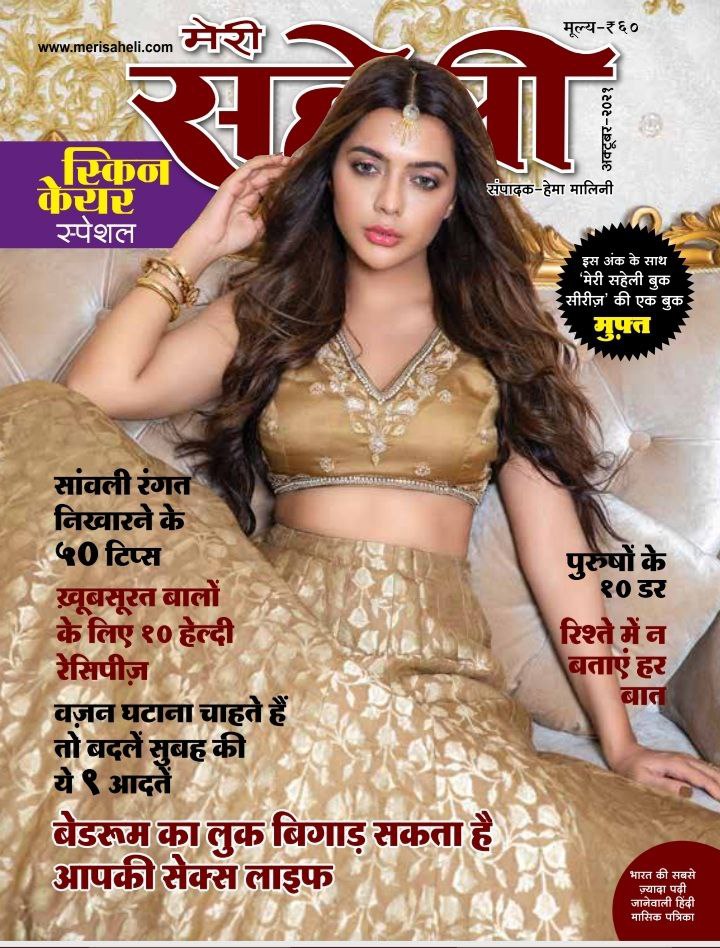 www.merisaheli.com
मेरी
सहेली
मूल्य-₹६०
अक्टूबर-२०२१
संपादक-हेमा मालिनी
स्किन
केयर
स्पेशल
इस अंक के साथ
'मेरी सहेली बुक
सीरीज़' की एक बुक
मुफ़्त
सांवली रंगत
निखारने के
५० टिप्स
ख़ूबसूरत बालों
के लिए १० हेल्दी
रेसिपीज़
वज़न घटाना चाहते हैं
तो बदलें सुबह की
ये ९ आदतें
पुरुषों के
१० डर
रिश्ते में न
बताएं हर
बात
बेडरूम का लुक बिगाड़ सकता है
आपकी सेक्स लाइफ
भारत की सबसे
ज़्यादा पढ़ी
जानेवाली हिंदी
मासिक पत्रिका